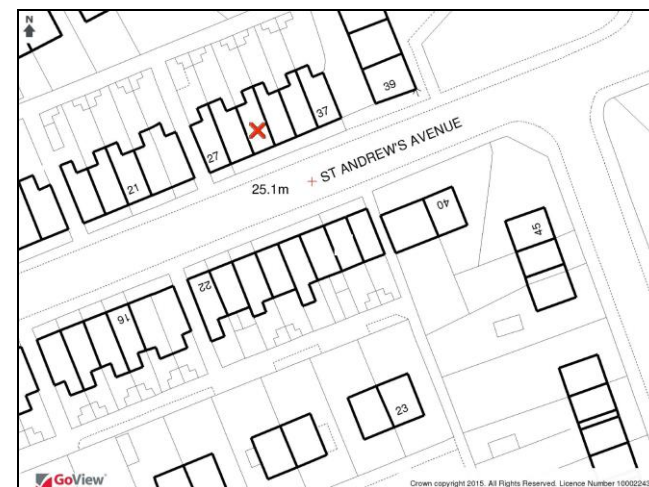 N
39
37
27
ST ANDREW'S AVENUE
21
25.1m
40
45
22
16
23
GoView
Crown copyright 2015. All Rights Reserved. Licence Number 10002243